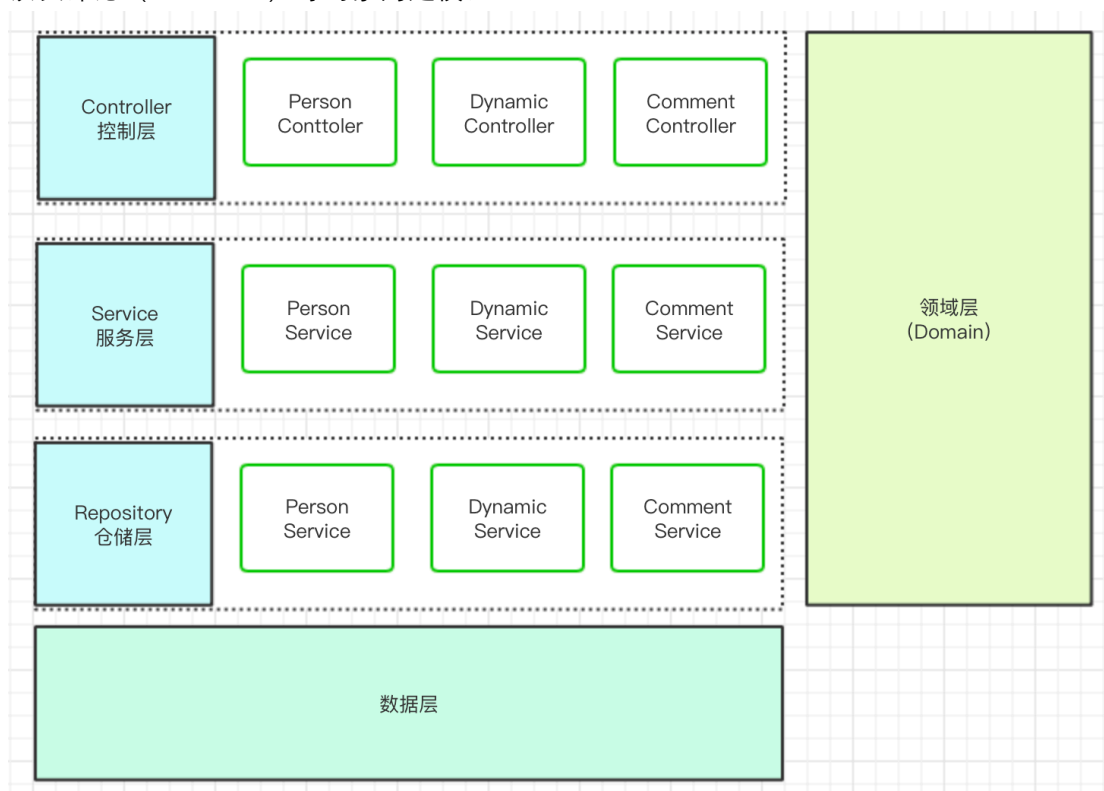 Controller
控制层
Person
Conttoler
Dynamic
Controller
Comment
Controller
Service
服务层
Person
Service
Dynamic
Service
Comment
Service
Repository
仓储层
Person
Service
Dynamic
Service
Comment
Service
领域层
(Domain)
数据层